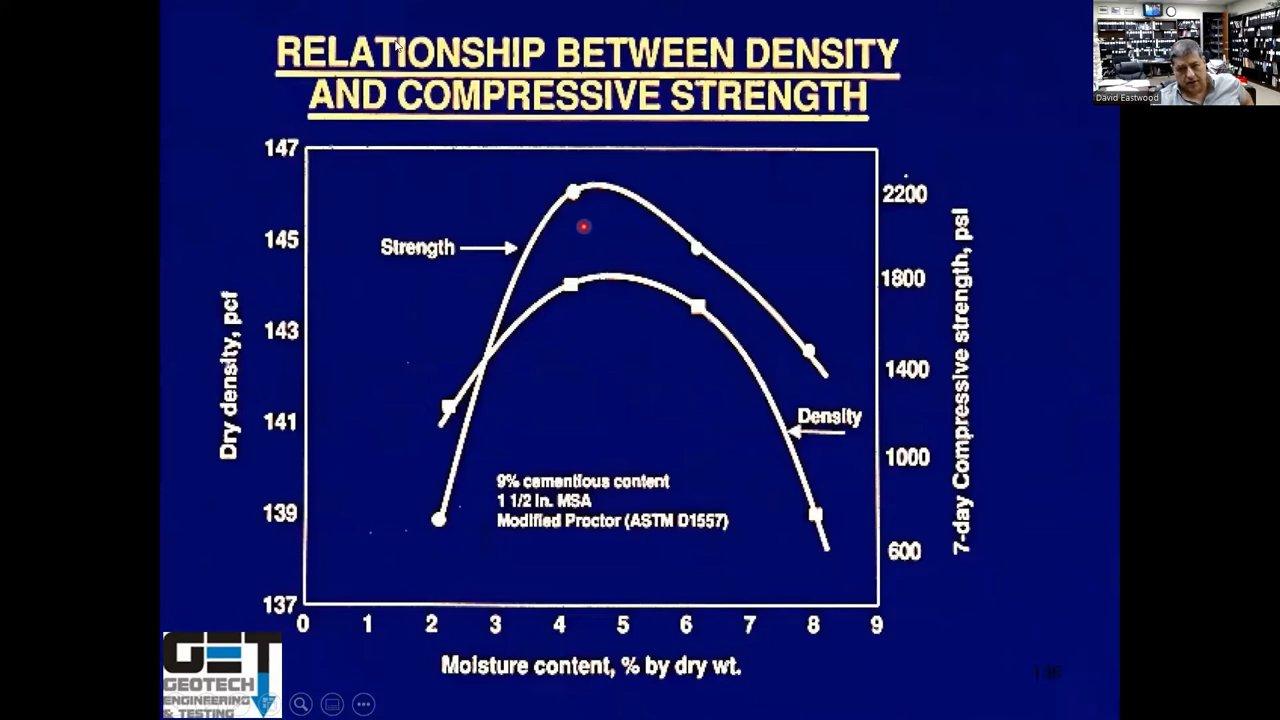 RELATIONSHIP BETWEEN DENSITY
AND COMPRESSIVE STRENGTH
David Eastwood
147
145
143
141
139
137
Dry density, pcf
Strength
Density
2200
1800
1400
1000
600
7-day Compressive strength, psi
9% cementious content
1 1/2 in. MSA
Modified Proctor (ASTM D1557)
0 1 2 3 4 5 6 7 8 9
Moisture content, % by dry wt.
GET
GEOTECH
ENGINEERING
& TESTING